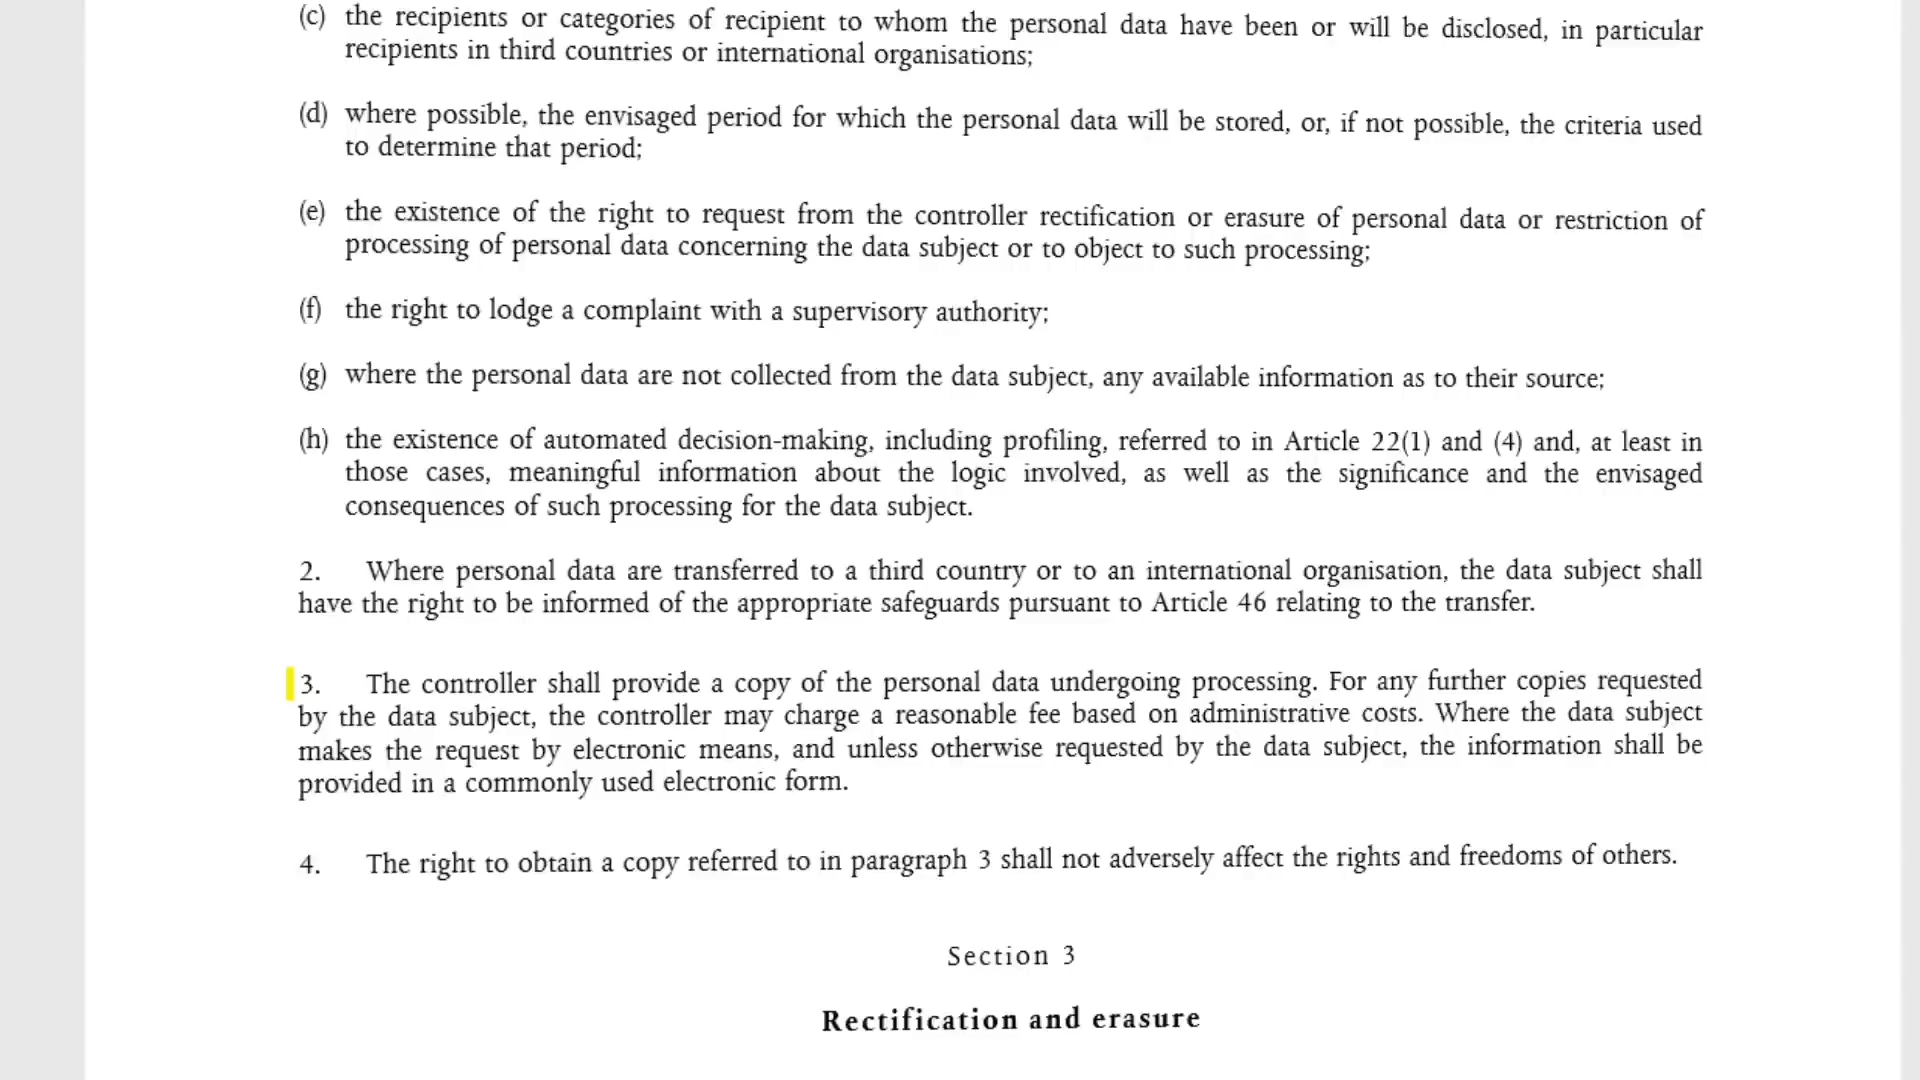 (c) the recipients or categories of recipient to whom the personal data have been or will be disclosed, in particular
recipients in third countries or international organisations;
(d) where possible, the envisaged period for which the personal data will be stored, or, if not possible, the criteria used
to determine that period;
(e) the existence of the right to request from the controller rectification or erasure of personal data or restriction of
processing of personal data concerning the data subject or to object to such processing;
(f) the right to lodge a complaint with a supervisory authority;
(g) where the personal data are not collected from the data subject, any available information as to their source;
(h) the existence of automated decision-making, including profiling, referred to in Article 22(1) and (4) and, at least in
those cases, meaningful information about the logic involved, as well as the significance and the envisaged
consequences of such processing for the data subject.
2. Where personal data are transferred to a third country or to an international organisation, the data subject shall
have the right to be informed of the appropriate safeguards pursuant to Article 46 relating to the transfer.
3. The controller shall provide a copy of the personal data undergoing processing. For any further copies requested
by the data subject, the controller may charge a reasonable fee based on administrative costs. Where the data subject
makes the request by electronic means, and unless otherwise requested by the data subject, the information shall be
provided in a commonly used electronic form.
4. The right to obtain a copy referred to in paragraph 3 shall not adversely affect the rights and freedoms of others.
Section 3
Rectification and erasure